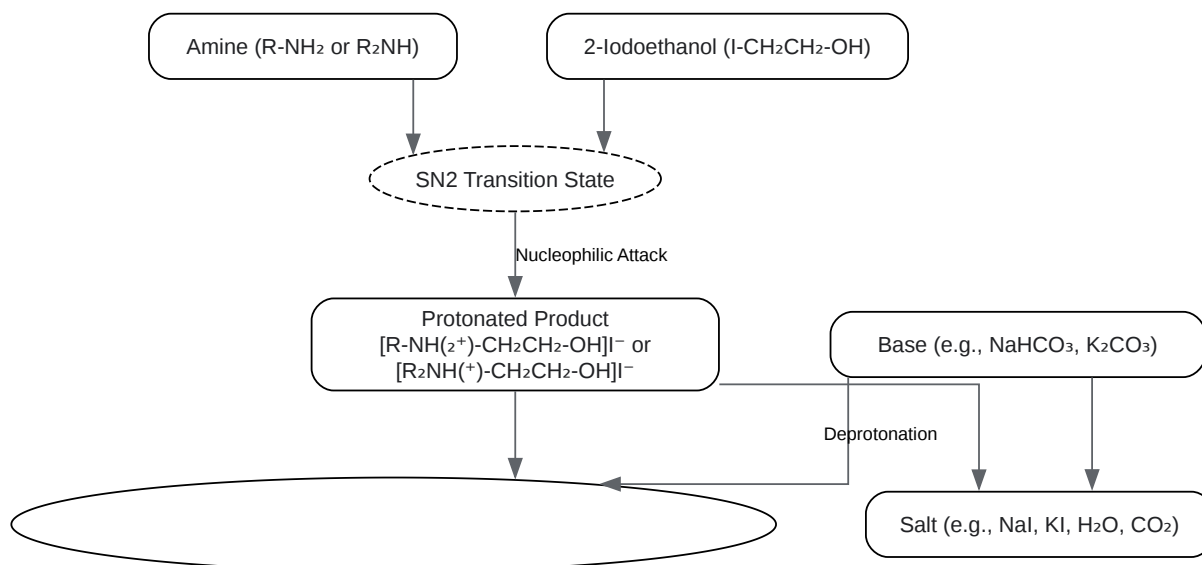 Amine (R-NH₂ or R₂NH)
2-Iodoethanol (I-CH₂CH₂-OH)
SN2 Transition State
Nucleophilic Attack
Protonated Product
[R-NH(₂⁺)-CH₂CH₂-OH]I⁻ or
[R₂NH(⁺)-CH₂CH₂-OH]I⁻
Base (e.g., NaHCO₃, K₂CO₃)
Deprotonation
Salt (e.g., NaI, KI, H₂O, CO₂)